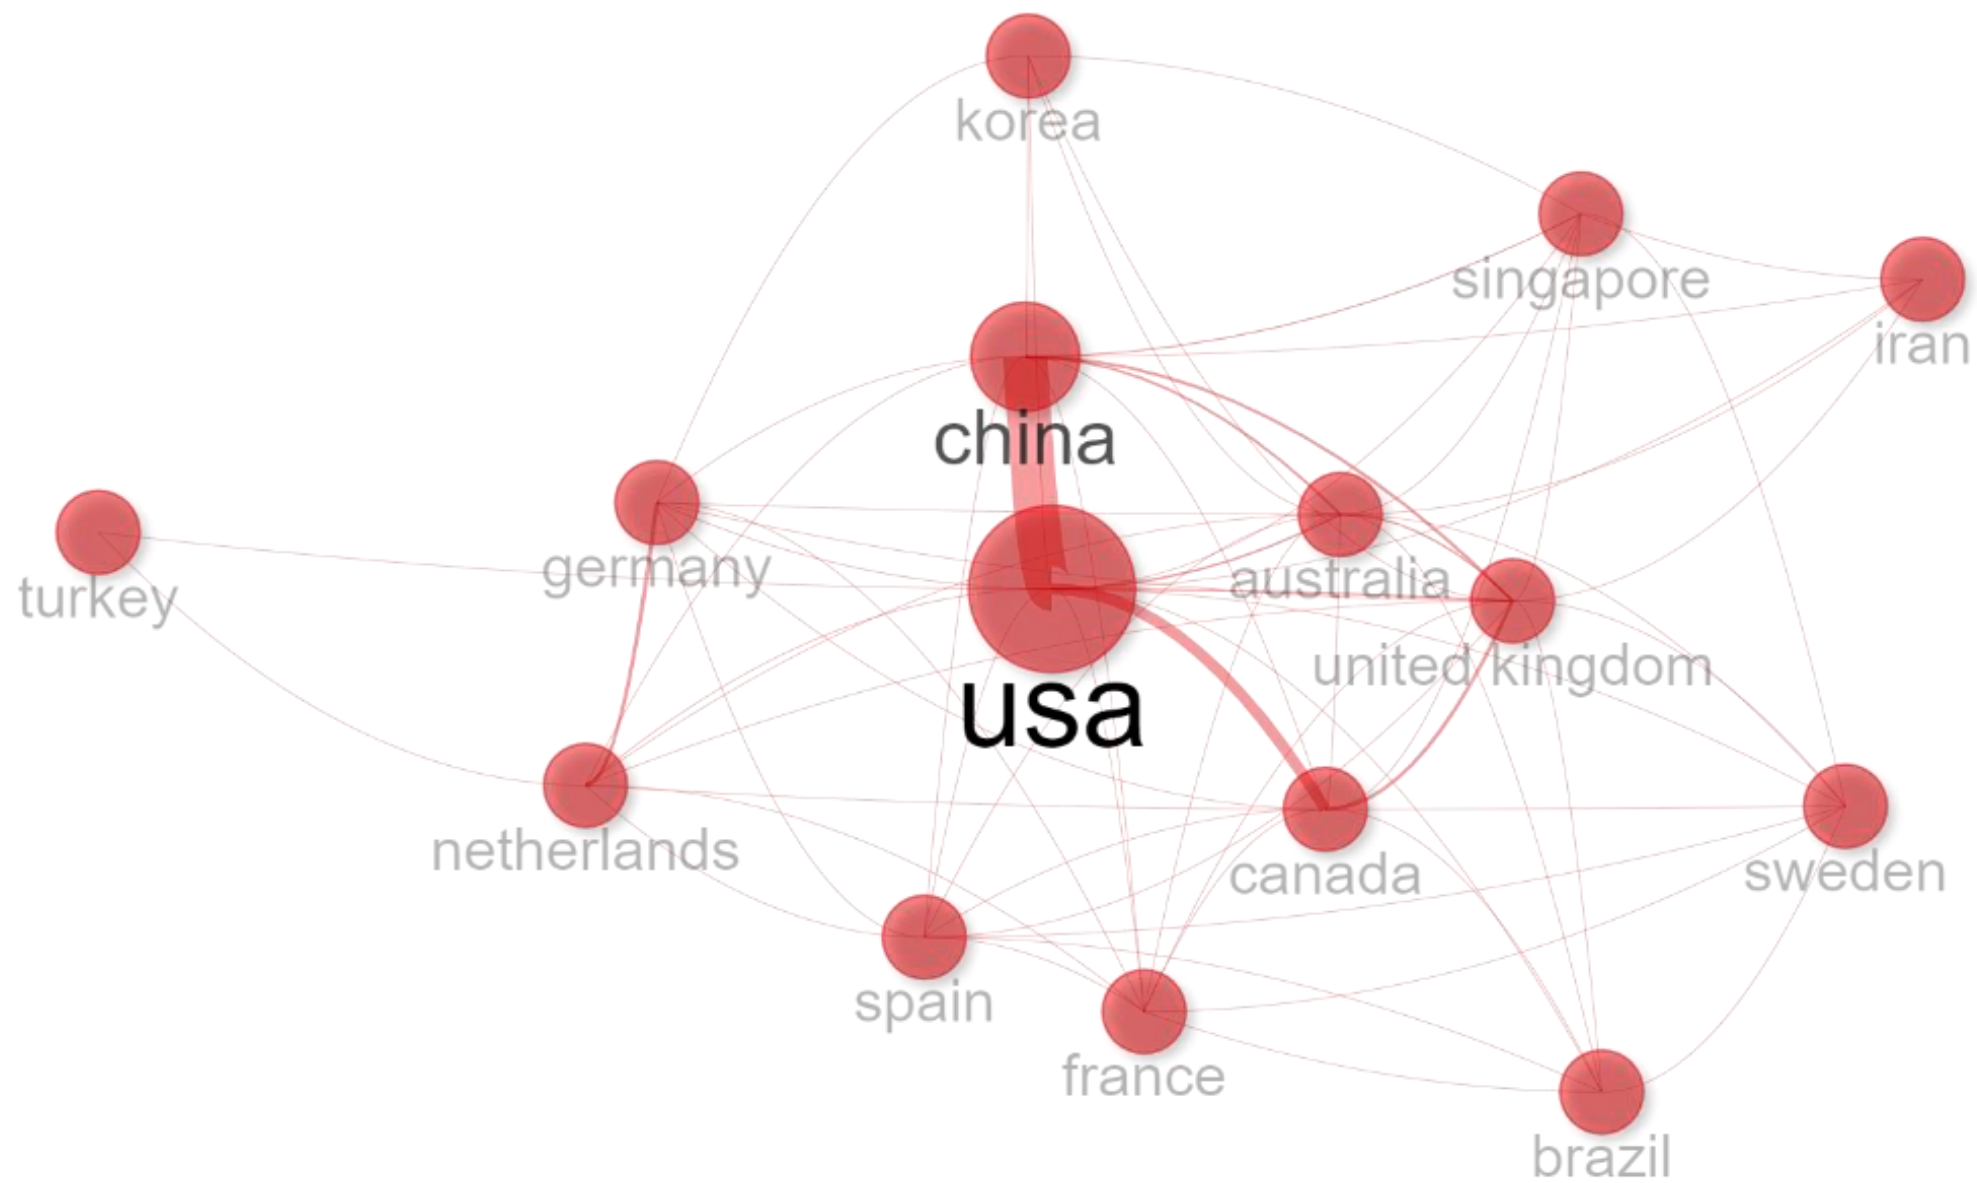 korea
singapore
iran
china
germany
turkey
australia
united kingdom
usa
netherlands
canada
sweden
spain
france
brazil